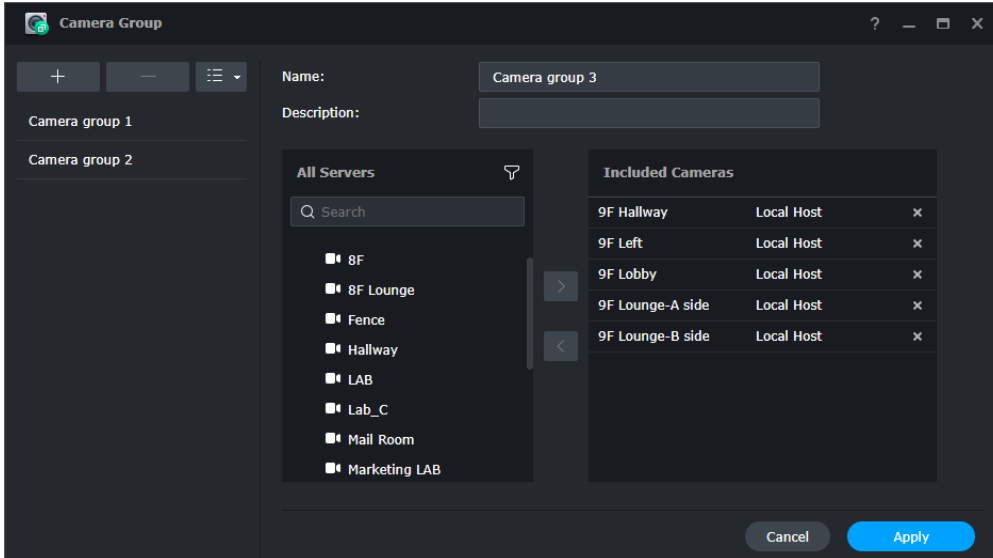 Camera Group
Name:
Camera group 3
Description:
Camera group 1
Camera group 2
All Servers
Search
8F
8F Lounge
Fence
Hallway
LAB
Lab_C
Mail Room
Marketing LAB
Included Cameras
9F Hallway Local Host
9F Left Local Host
9F Lobby Local Host
9F Lounge-A side Local Host
9F Lounge-B side Local Host
Cancel
Apply